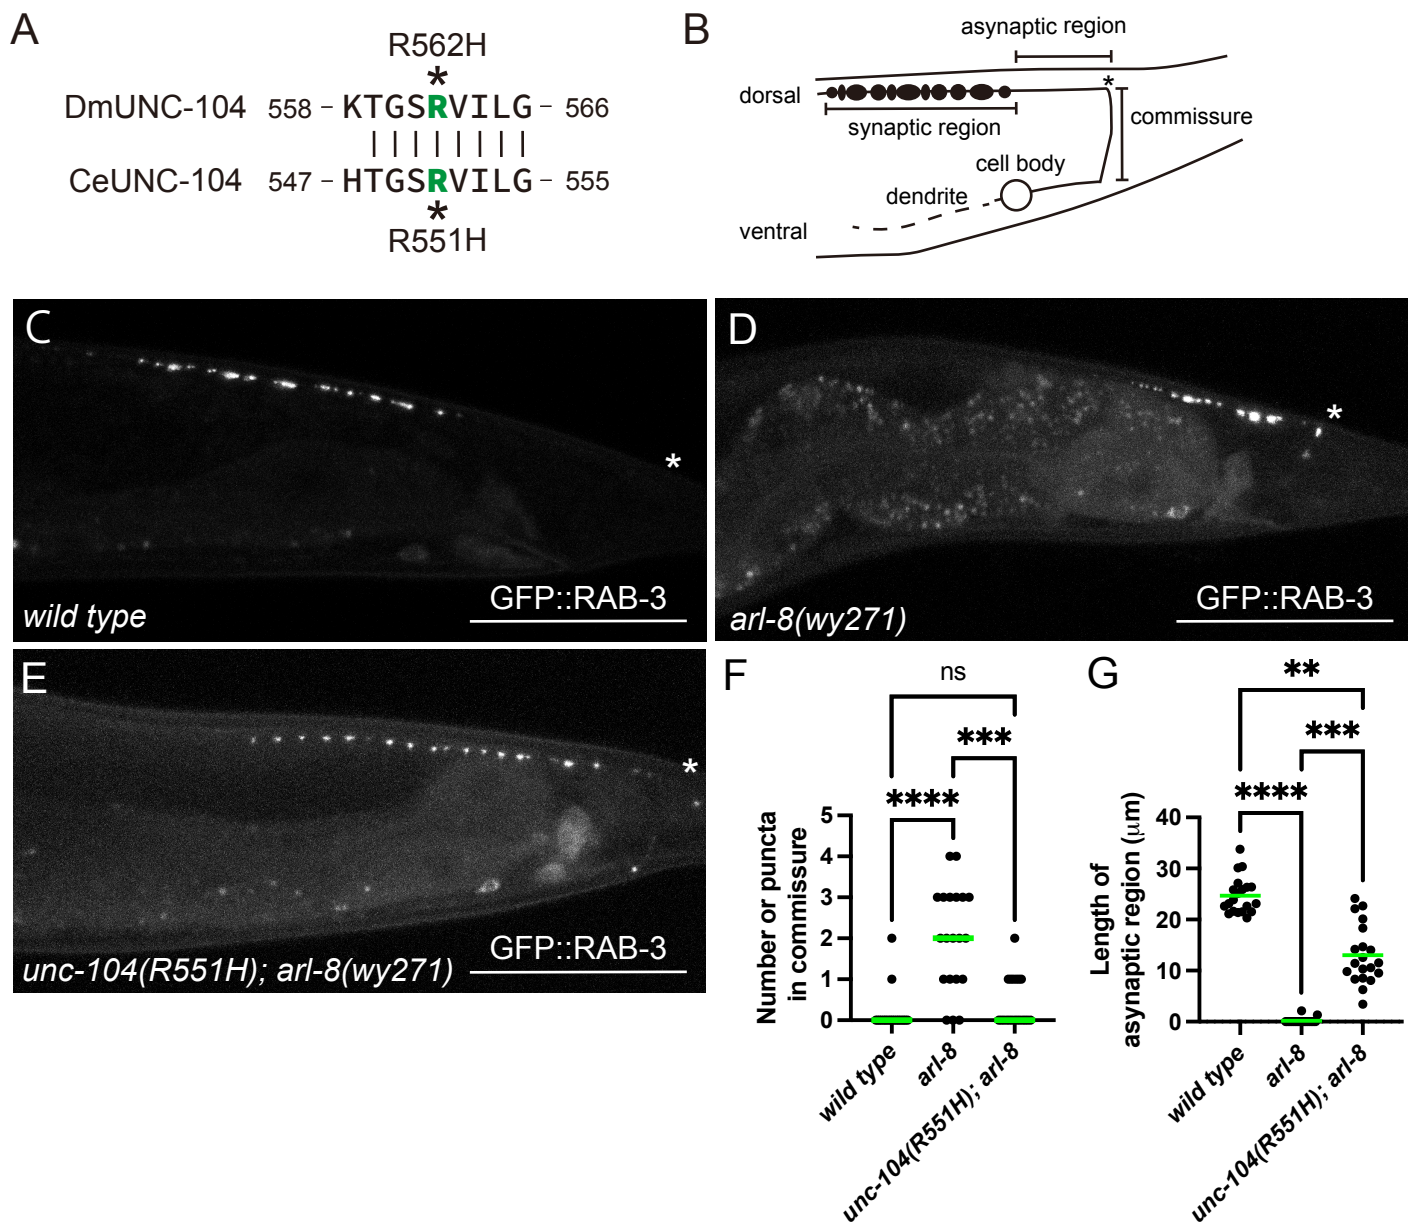 A
R562H
*
DmUNC-104 558 – KTGSRVILG – 566
CeUNC-104 547 – HTGSRVILG – 555
*
R551H
B
asynaptic region
*
dorsal
synaptic region
commissure
cell body
dendrite
ventral
C
*
GFP::RAB-3
wild type
D
*
GFP::RAB-3
arl-8(wy271)
E
*
GFP::RAB-3
unc-104(R551H); arl-8(wy271)
F
ns
***
****
Number or puncta
in commissure
5
4
3
2
1
0
wild type
arl-8
unc-104(R551H); arl-8
G
**
***
****
Length of
asynaptic region (μm)
40
30
20
10
0
wild type
arl-8
unc-104(R551H); arl-8